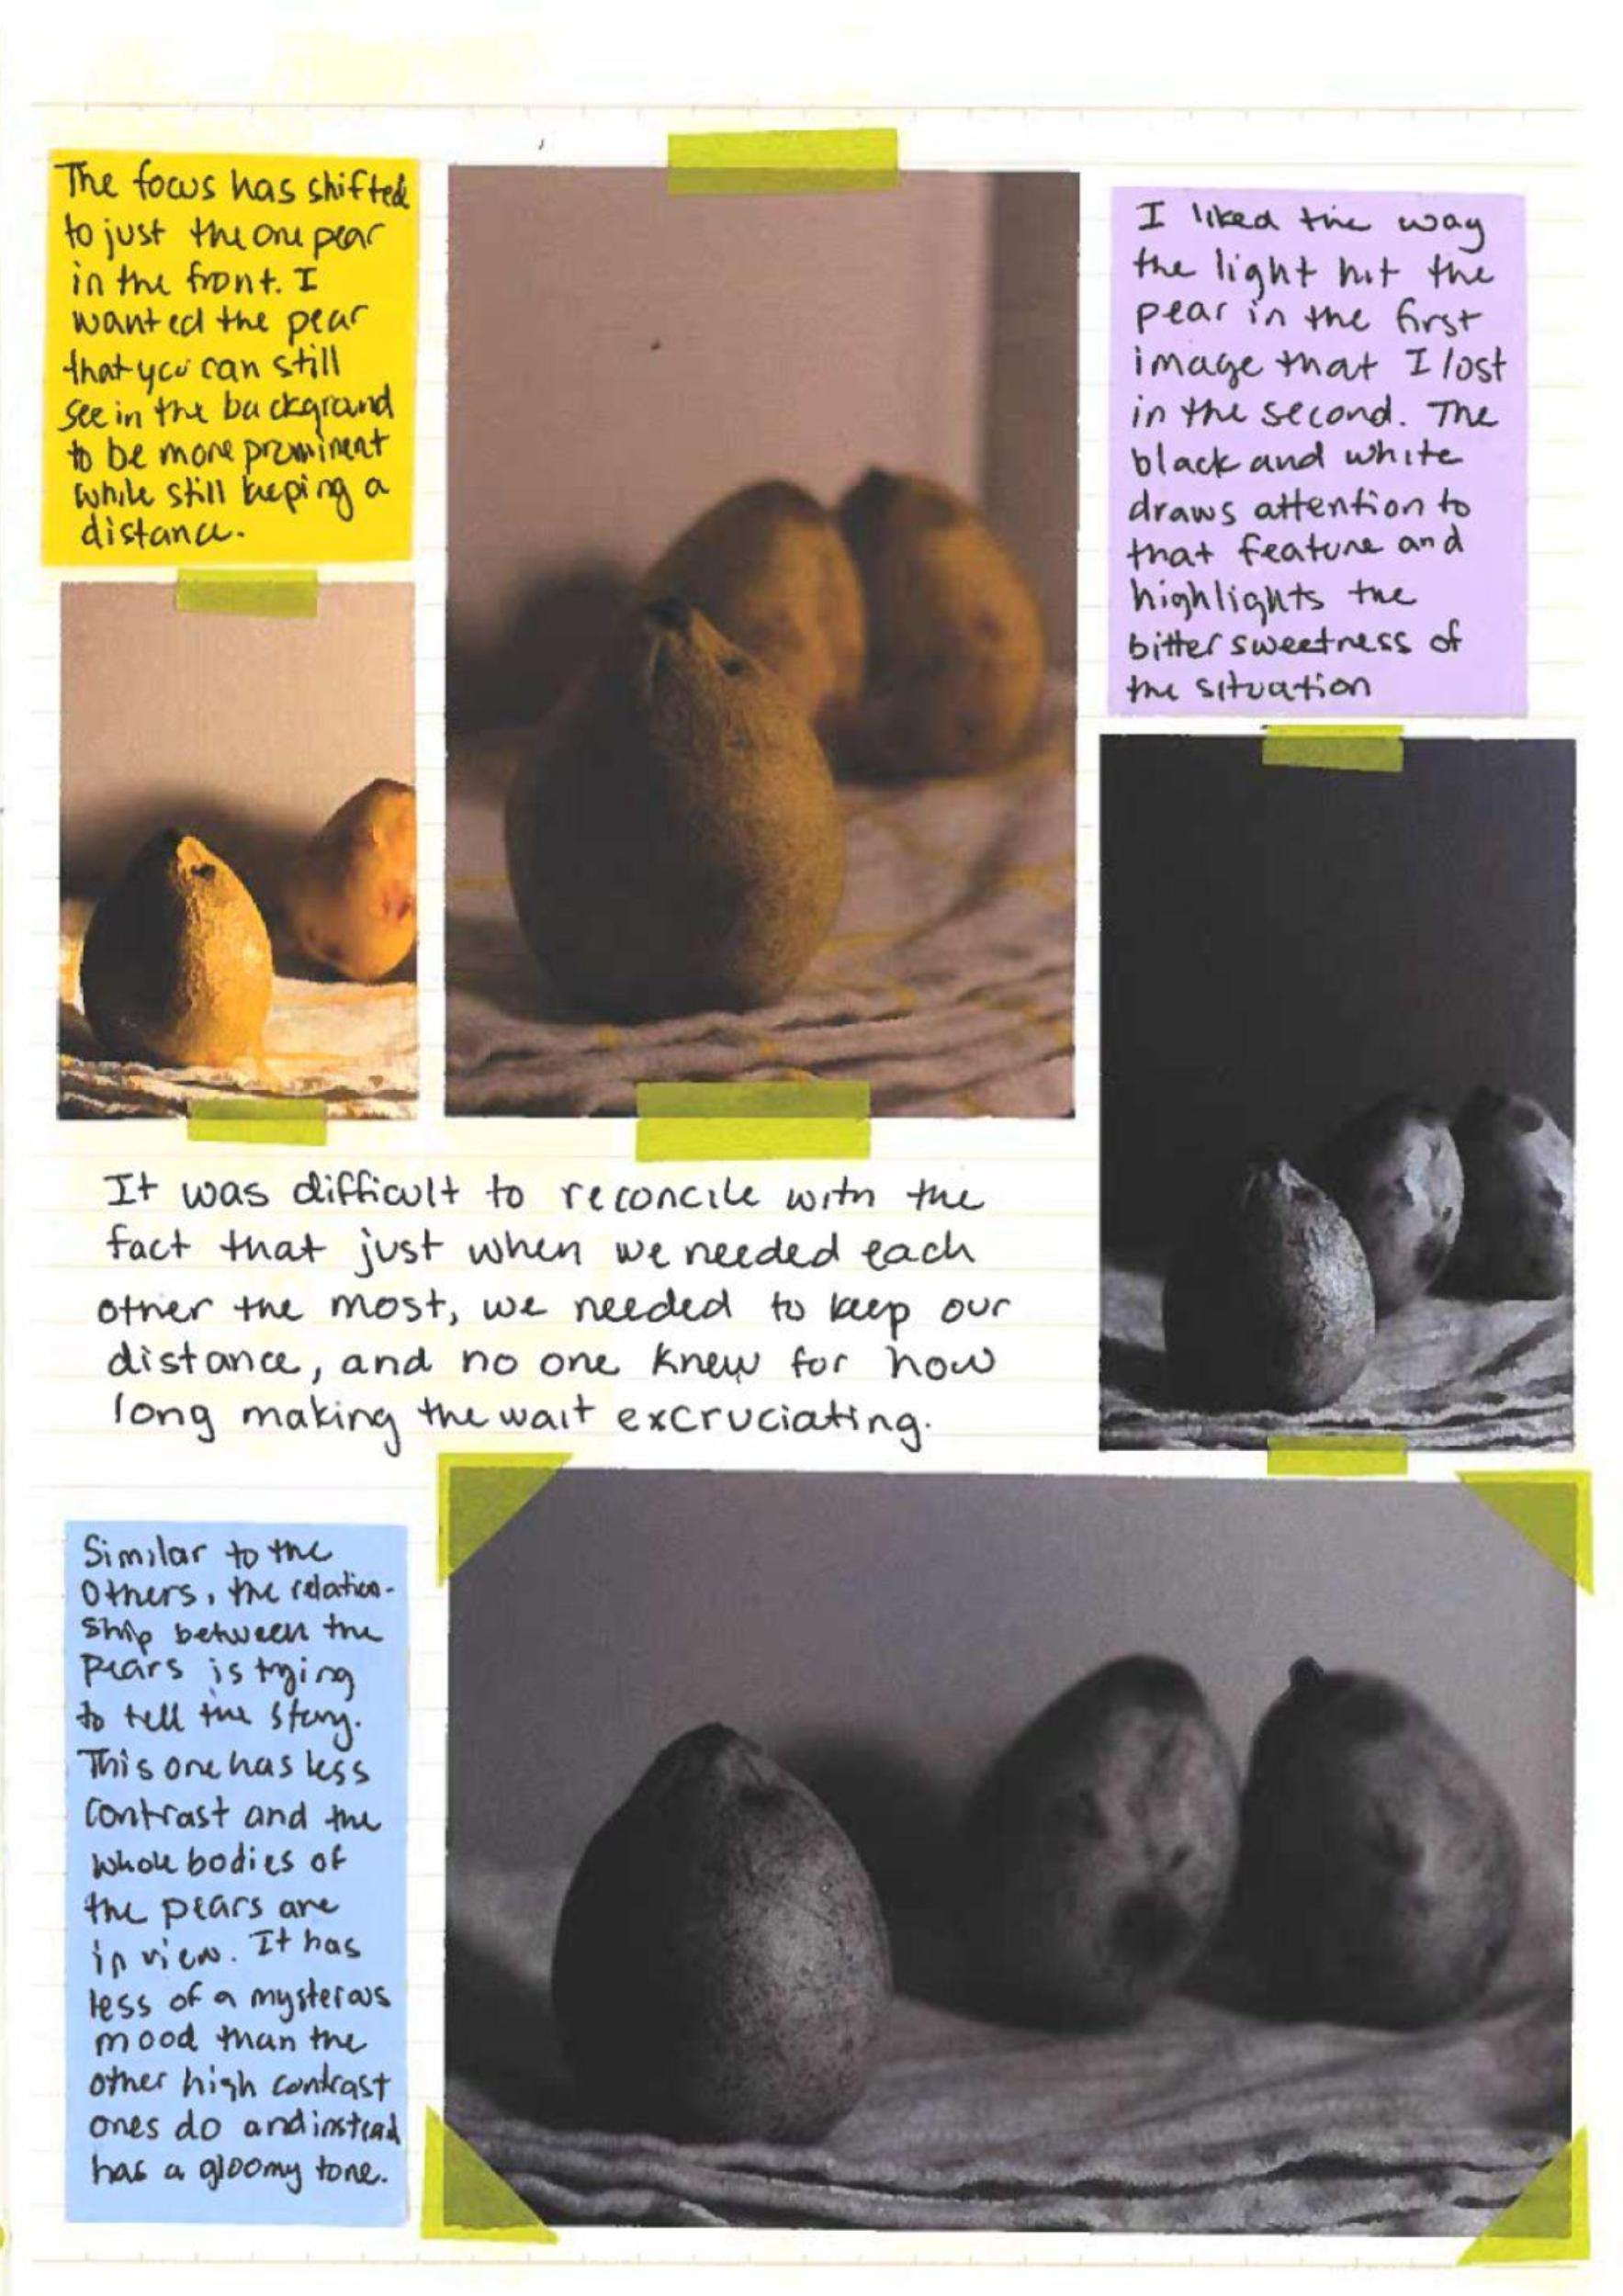 The focus has shifted
to just the one pear
in the front. I
wanted the pear
that you can still
see in the background
to be more prominent
while still keeping a
distance.
I liked the way
the light hit the
pear in the first
image that I lost
in the second. The
black and white
draws attention to
that feature and
highlights the
bittersweetness of
the situation
It was difficult to reconcile with the
fact that just when we needed each
other the most, we needed to keep our
distance, and no one knew for how
long making the wait excruciating.
Similar to the
others, the relation-
ship between the
pears is trying
to tell the story.
This one has less
contrast and the
whole bodies of
the pears are
in view. It has
less of a mysterous
mood than the
other high contrast
ones do and instead
has a gloomy tone.